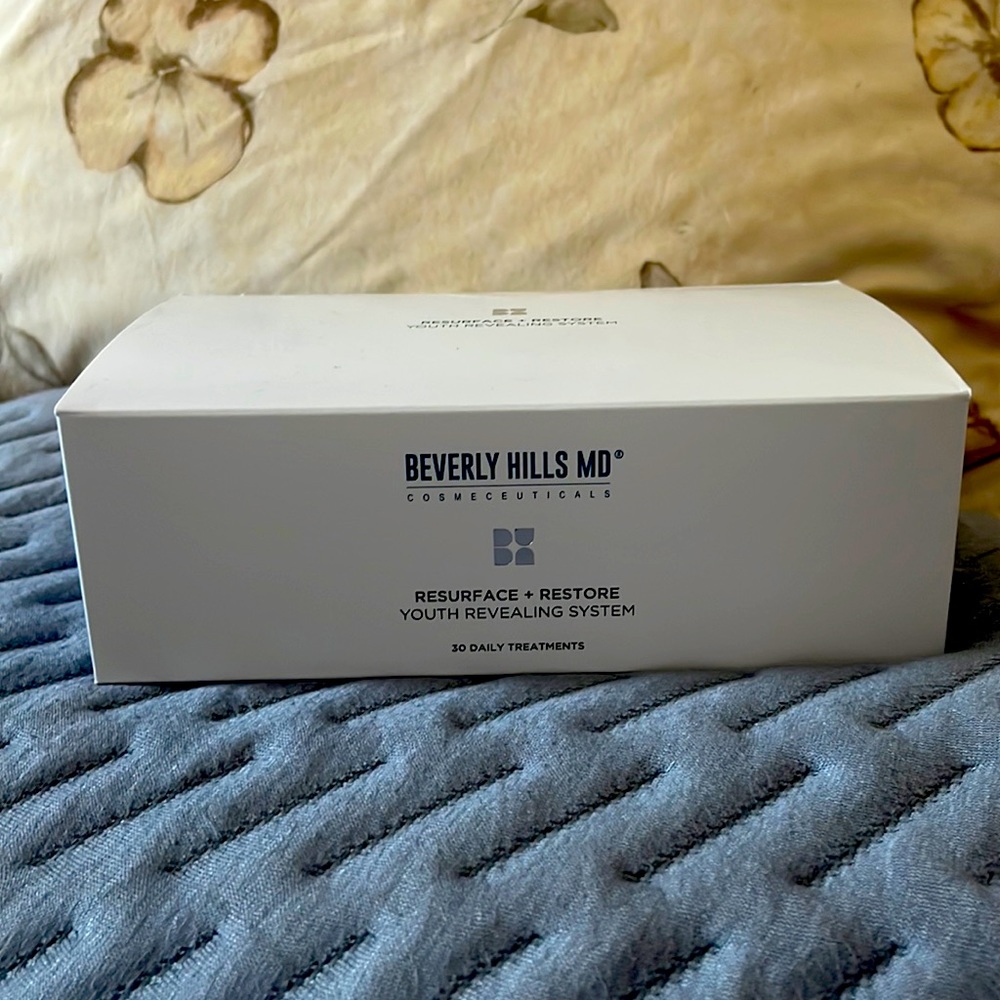 RESURFACE + RESTORE
YOUTH REVEALING SYSTEM
BEVERLY HILLS MD®
COSMECEUTICALS
RESURFACE + RESTORE
YOUTH REVEALING SYSTEM
30 DAILY TREATMENTS